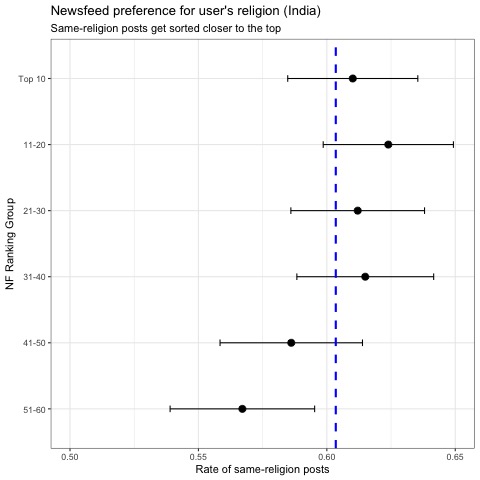 Newsfeed preference for user's religion (India)
Same-religion posts get sorted closer to the top
NF Ranking Group
Top 10
11-20
21-30
31-40
41-50
51-60
0.50 0.55 0.60 0.65
Rate of same-religion posts